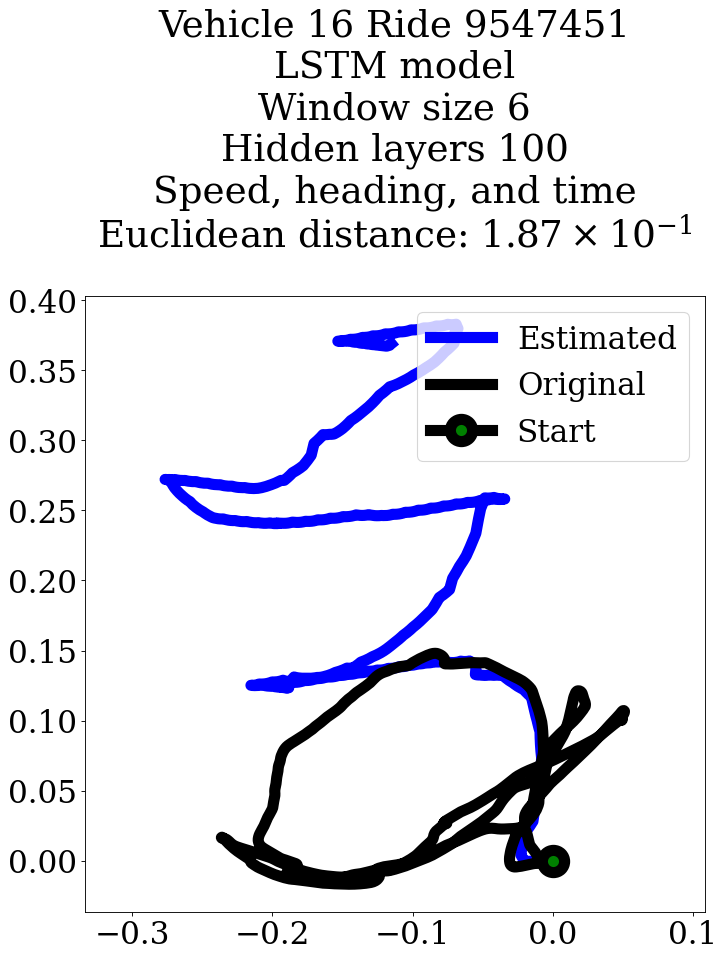 Vehicle 16 Ride 9547451
LSTM model
Window size 6
Hidden layers 100
Speed, heading, and time
Euclidean distance: 1.87 × 10⁻¹
0.40
0.35
0.30
0.25
0.20
0.15
0.10
0.05
0.00
Estimated
Original
Start
−0.3
−0.2
−0.1
0.0
0.1